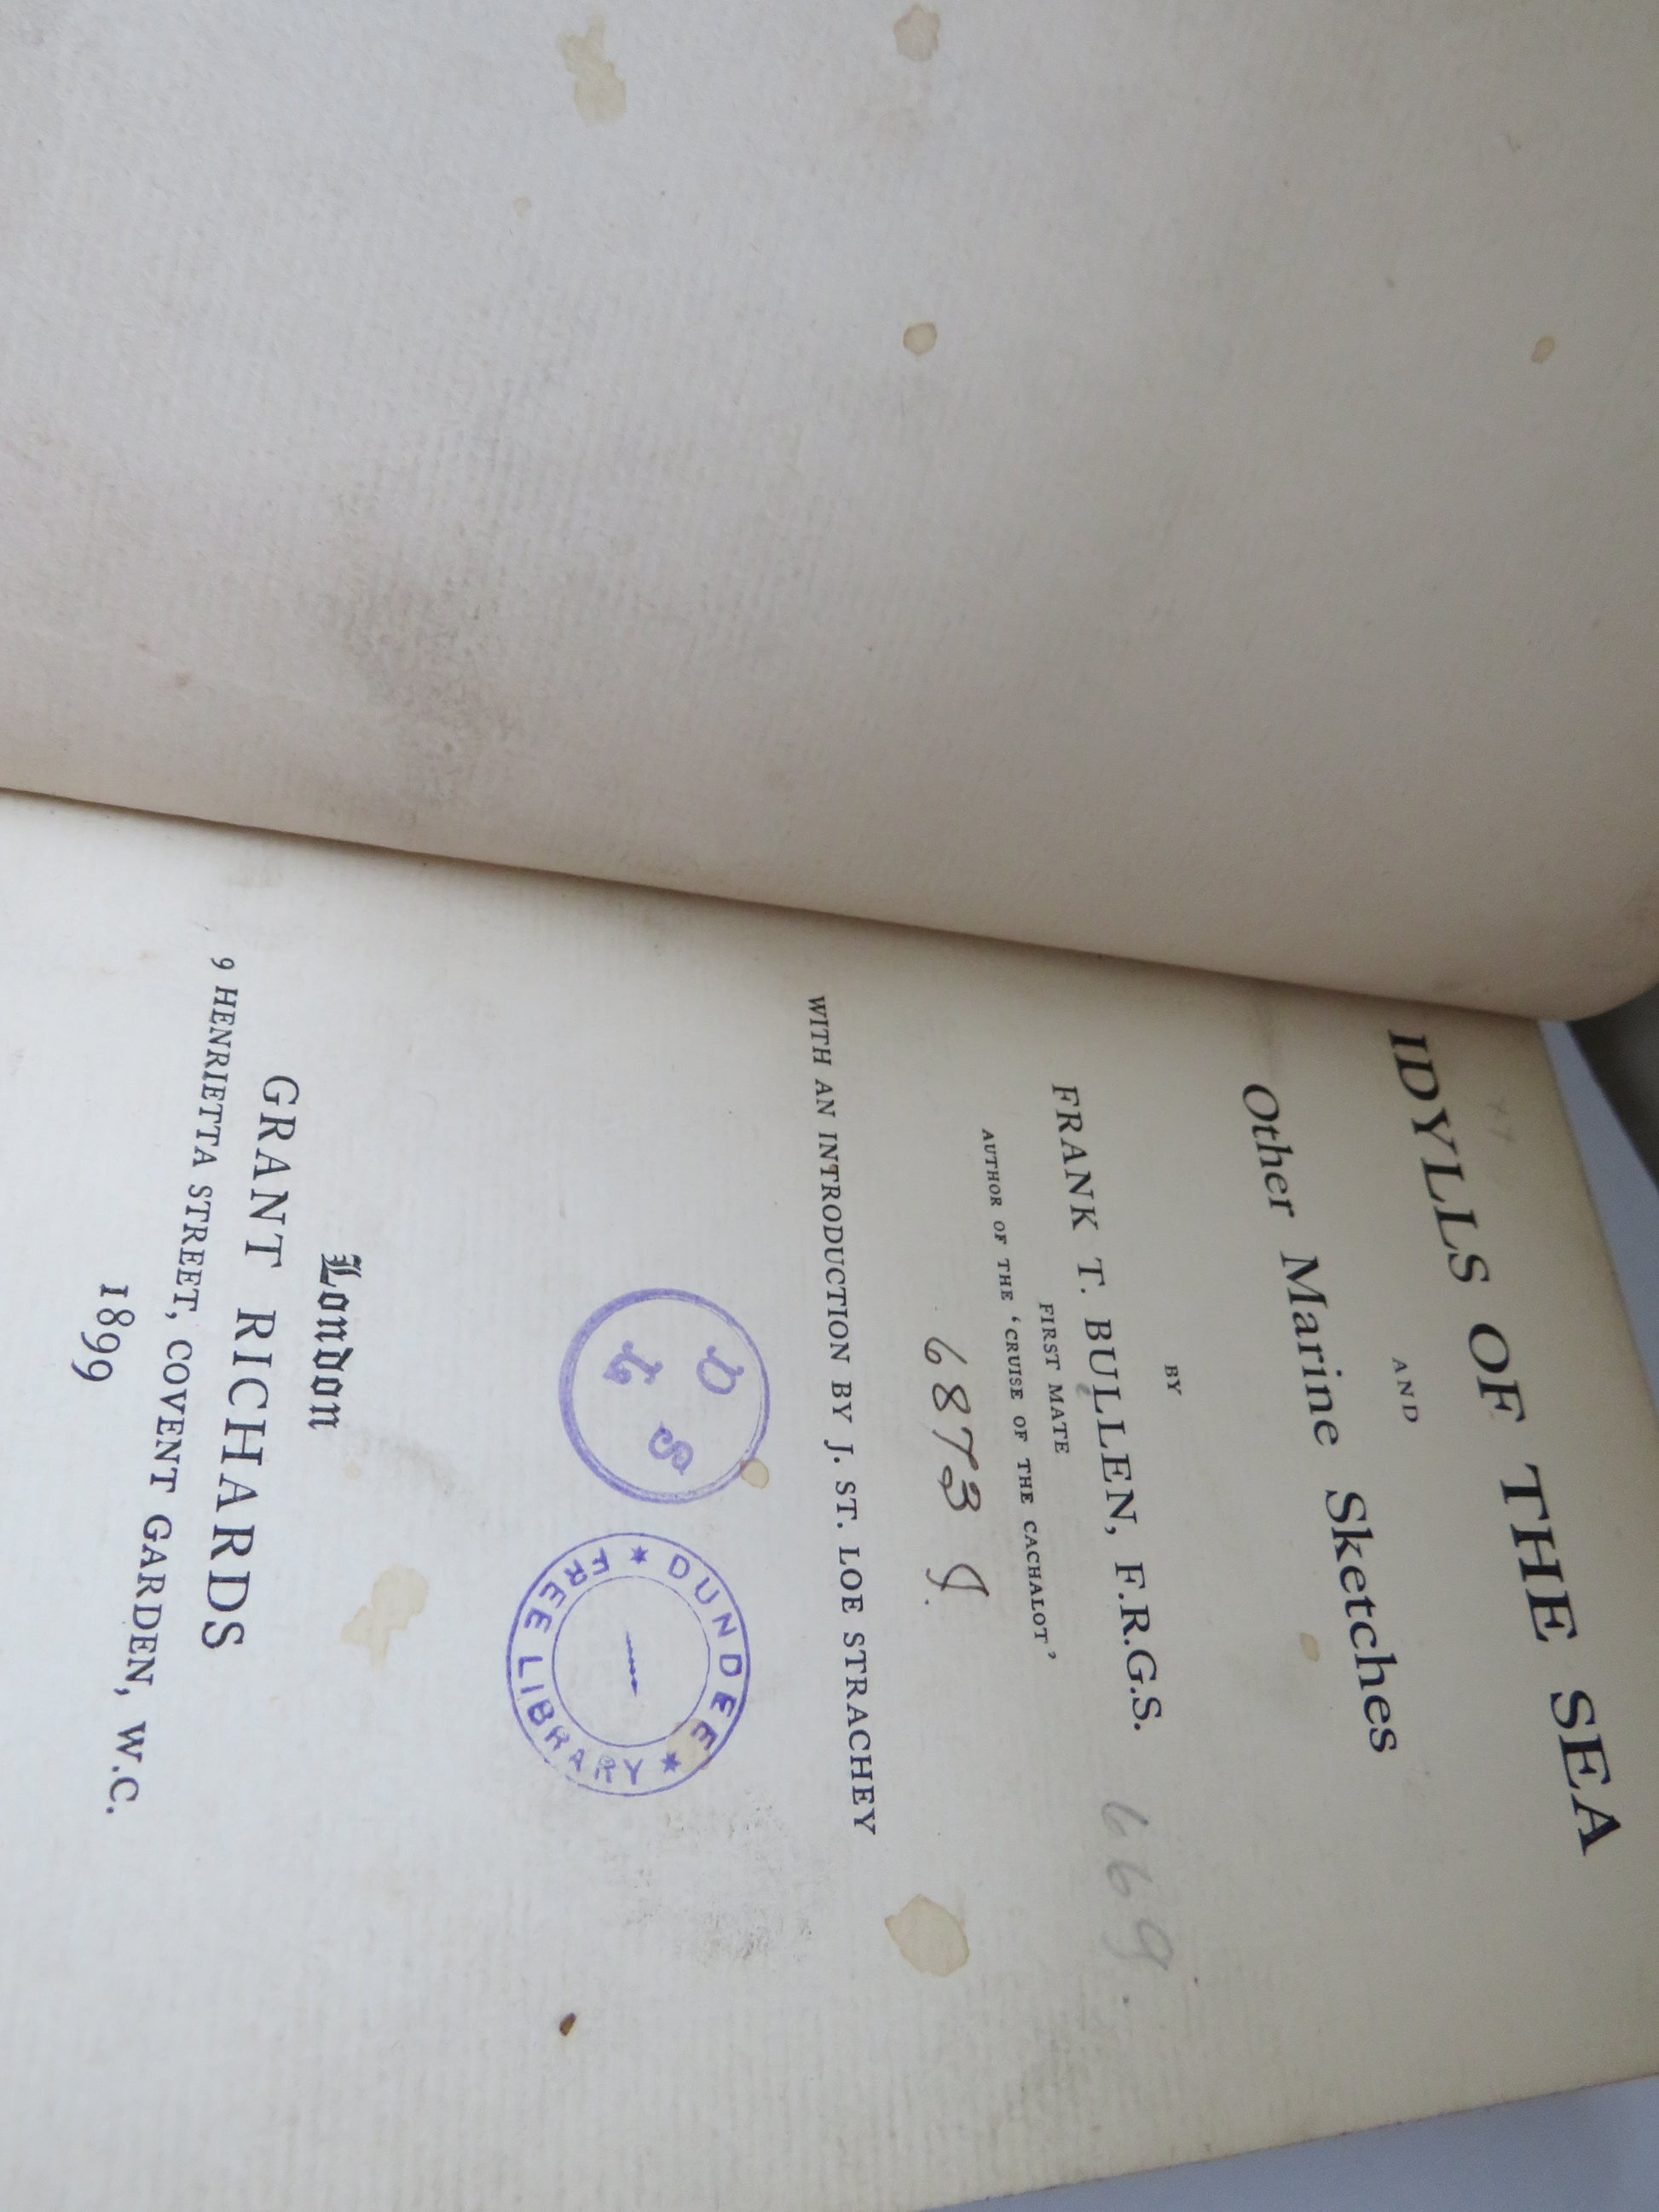 IDYLLS OF THE SEA
AND
Other Marine Sketches
BY
FRANK T. BULLEN, F.R.G.S.
FIRST MATE
AUTHOR OF THE ‘CRUISE OF THE CACHALOT’
669.
6873 9.
WITH AN INTRODUCTION BY J. ST. LOE STRACHEY
DUNDEE
FREE LIBRARY
London
GRANT RICHARDS
9 HENRIETTA STREET, COVENT GARDEN, W.C.
1899